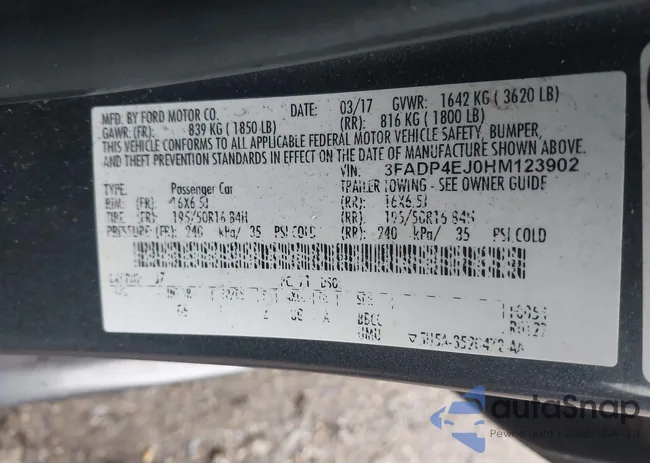 MFD. BY FORD MOTOR CO. DATE: 03/17 GVWR: 1642 KG ( 3620 LB)
GAWR: (FR): 839 KG ( 1850 LB) (RR): 816 KG ( 1800 LB)
THIS VEHICLE CONFORMS TO ALL APPLICABLE FEDERAL MOTOR VEHICLE SAFETY, BUMPER,
AND THEFT PREVENTION STANDARDS IN EFFECT ON THE DATE OF MANUFACTURE SHOWN ABOVE.
VIN: 3FADP4EJ0HM123902
TYPE: Passenger Car TRAILER TOWING - SEE OWNER GUIDE
RIM: (FR): 16X6.5J (RR): 16X6.5J
TIRE: (FR): 195/50R16 84H (RR): 195/50R16 84H
PRESSURE: (FR): 240 kPa/ 35 PSI COLD (RR): 240 kPa/ 35 PSI COLD
AutaSnap